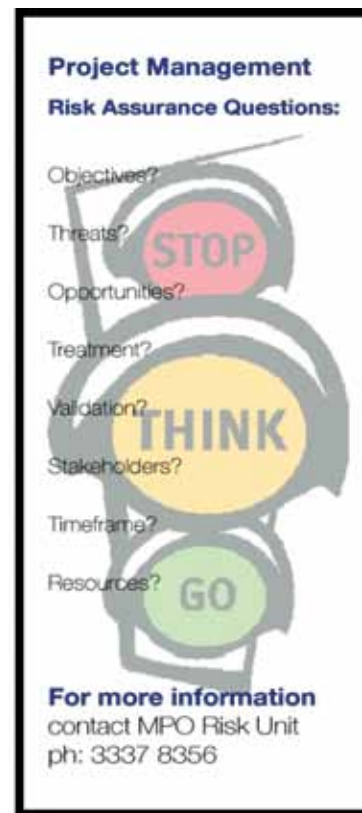 Project Management
Risk Assurance Questions:
Objectives?
Threats?
STOP
Opportunities?
Treatment?
Validation?
THINK
Stakeholders?
Timeframe?
Resources?
GO
For more information
contact MPO Risk Unit
ph: 3337 8356